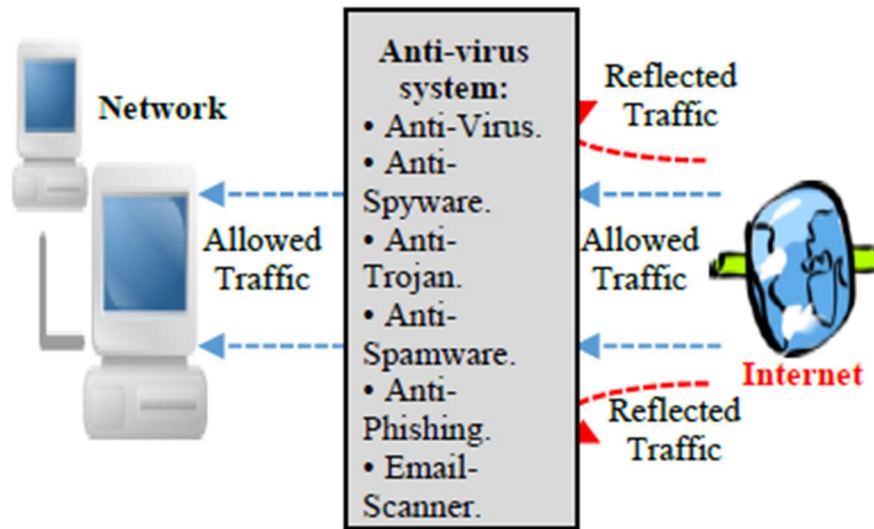 Network
Allowed
Traffic
Anti-virus
system:
• Anti-Virus.
• Anti-
Spyware.
• Anti-
Trojan.
• Anti-
Spamware.
• Anti-
Phishing.
• Email-
Scanner.
Reflected
Traffic
Allowed
Traffic
Internet
Reflected
Traffic